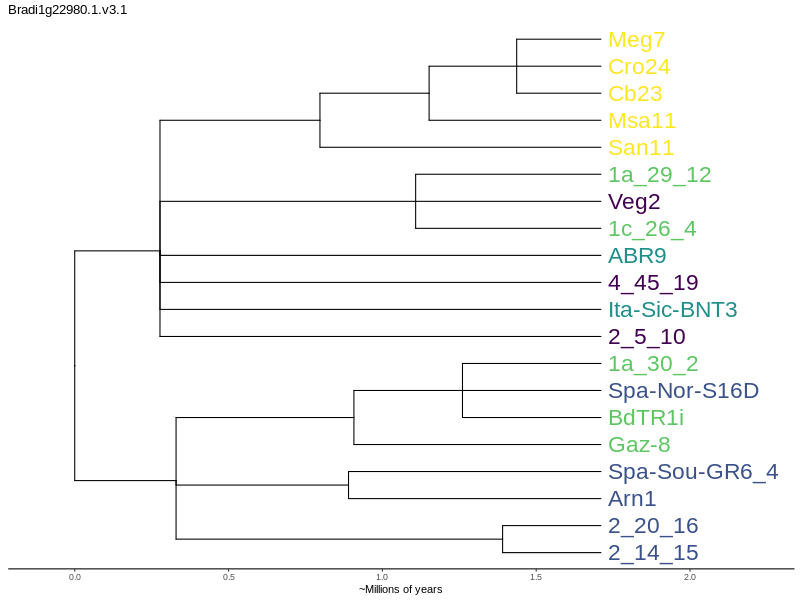 Bradi1g22980.1.v3.1
Meg7
Cro24
Cb23
Msa11
San11
1a_29_12
Veg2
1c_26_4
ABR9
4_45_19
Ita-Sic-BNT3
2_5_10
1a_30_2
Spa-Nor-S16D
BdTR1i
Gaz-8
Spa-Sou-GR6_4
Arn1
2_20_16
2_14_15
0.0 0.5 1.0 1.5 2.0
~Millions of years